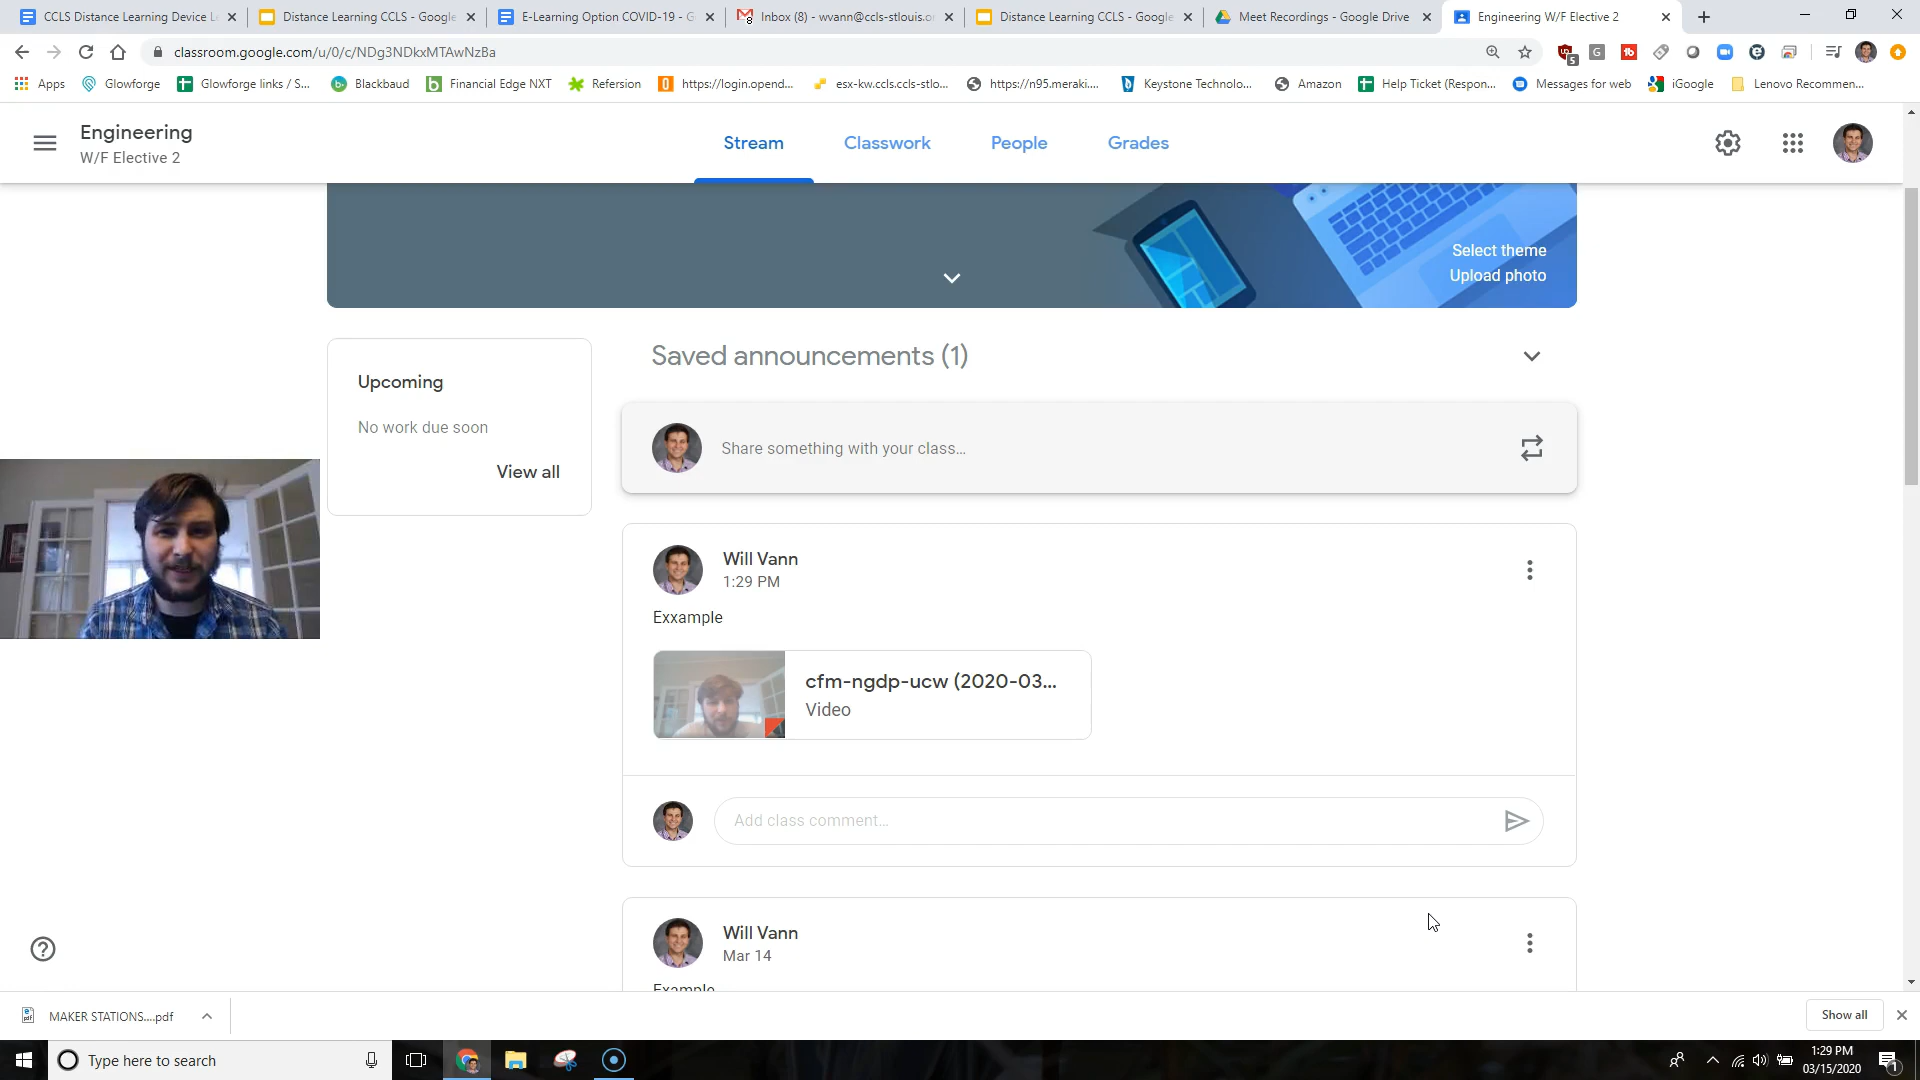 CCLS Distance Learning Device L
Distance Learning CCLS - Google
E-Learning Option COVID-19 - G
Inbox (8) - wvann@ccls-stlouis.or
Distance Learning CCLS - Google
Meet Recordings - Google Drive
Engineering W/F Elective 2
classroom.google.com/u/0/c/NDg3NDkxMTAwNzBa
Apps
Glowforge
Glowforge links / S...
Blackbaud
Financial Edge NXT
Refersion
https://login.opend...
esx-kw.ccls.ccls-stlo...
https://n95.meraki....
Keystone Technolo...
Amazon
Help Ticket (Respon...
Messages for web
iGoogle
Lenovo Recommen...
Engineering
W/F Elective 2
Stream
Classwork
People
Grades
Select theme
Upload photo
Upcoming
No work due soon
View all
Saved announcements (1)
Share something with your class...
Will Vann
1:29 PM
Exxample
cfm-ngdp-ucw (2020-03...
Video
Add class comment...
Will Vann
Mar 14
Example
MAKER STATIONS....pdf
Show all
Type here to search
1:29 PM
03/15/2020